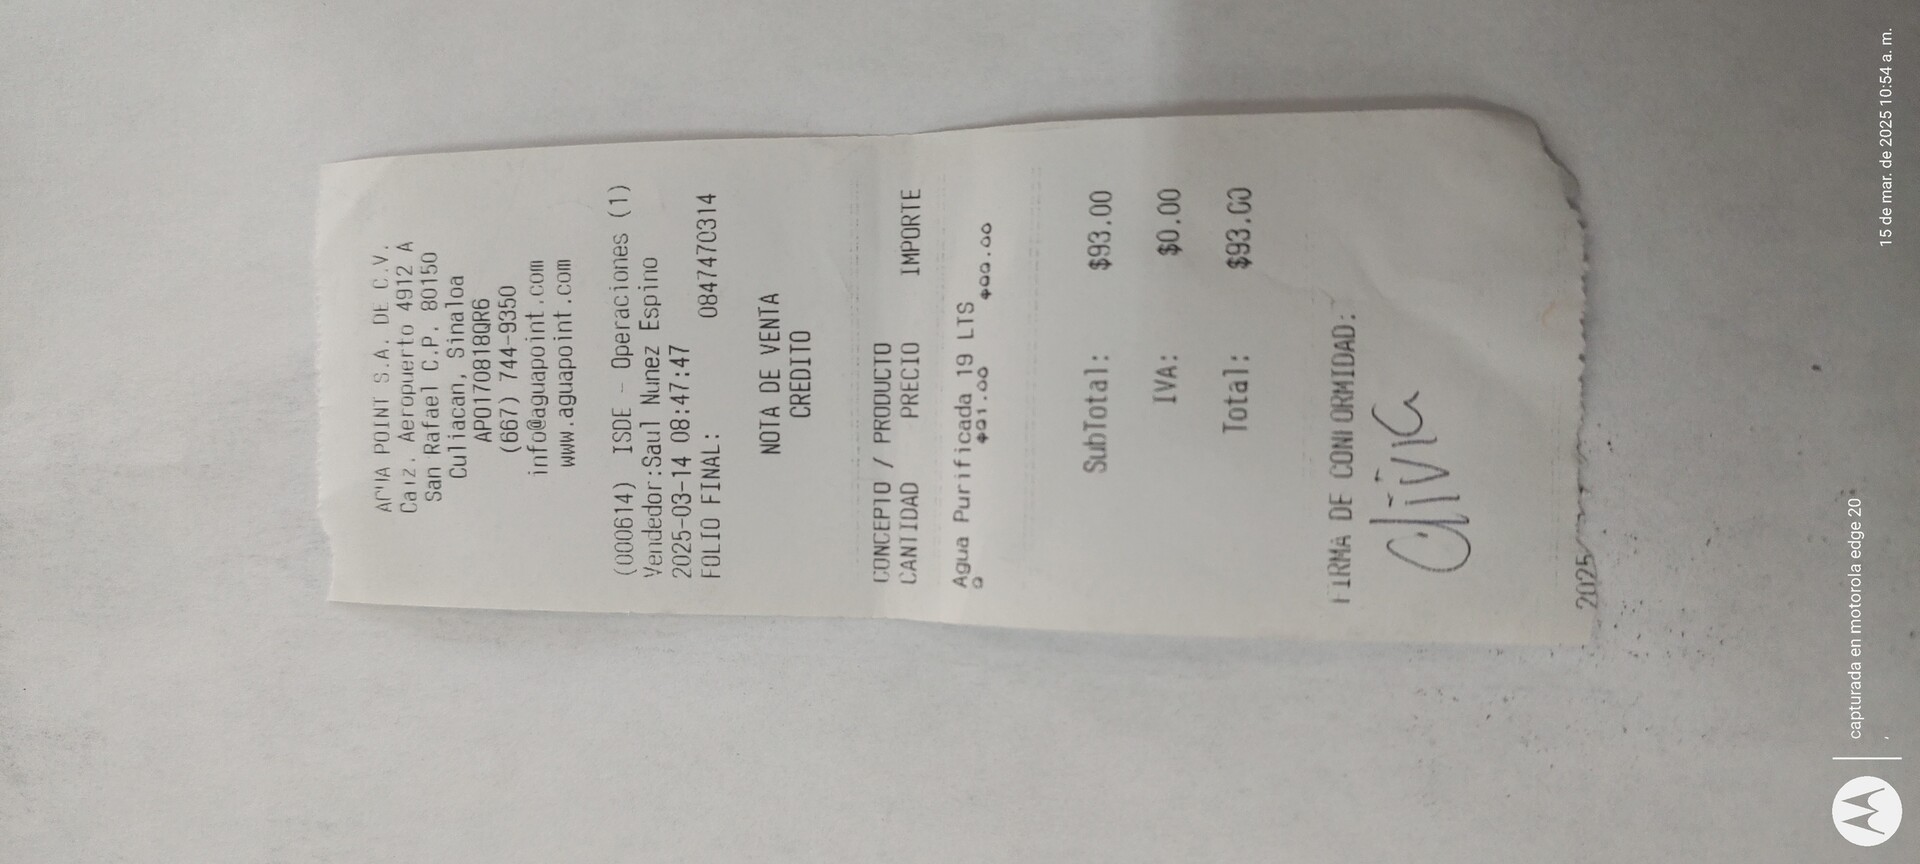 AQUA POINT S.A. DE C.V.
Calz. Aeropuerto 4912 A
San Rafael C.P. 80150
Culiacan, Sinaloa
APO170818QR6
(667) 744-9350
info@aguapoint.com
www.aguapoint.com
(000614) ISDE - Operaciones (1)
Vendedor:Saul Nunez Espino
2025-03-14 08:47:47
FOLIO FINAL: 0847470314
NOTA DE VENTA
CREDITO
CONCEPTO / PRODUCTO
CANTIDAD PRECIO IMPORTE
Agua Purificada 19 LTS
SubTotal: $93.00
IVA: $0.00
Total: $93.00
FIRMA DE CONFORMIDAD:
2025
capturada en motorola edge 20
15 de mar. de 2025 10:54 a. m.